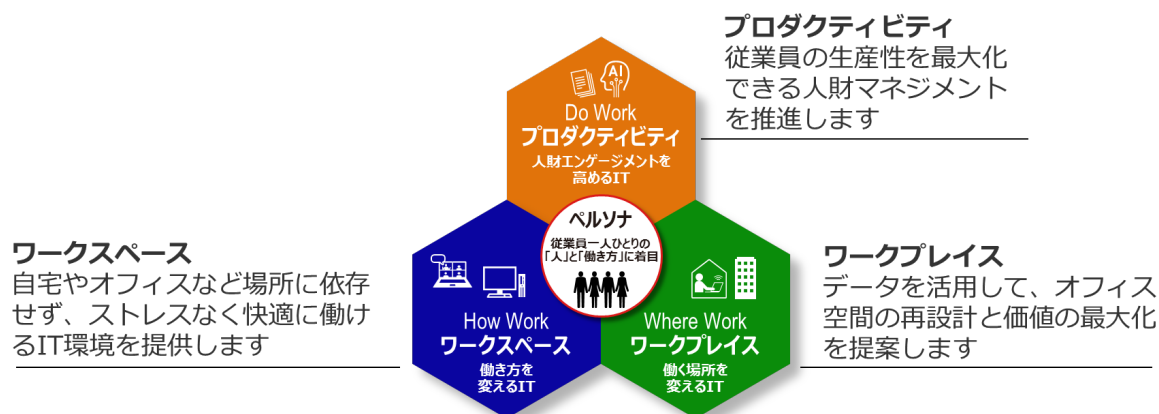 プロダクティビティ
従業員の生産性を最大化
できる人財マネジメント
を推進します
AI
Do Work
プロダクティビティ
人財エンゲージメントを
高めるIT
ペルソナ
従業員一人ひとりの
「人」と「働き方」に着目
ワークスペース
自宅やオフィスなど場所に依存
せず、ストレスなく快適に働け
るIT環境を提供します
How Work
ワークスペース
働き方を
変えるIT
Where Work
ワークプレイス
働く場所を
変えるIT
ワークプレイス
データを活用して、オフィス
空間の再設計と価値の最大化
を提案します